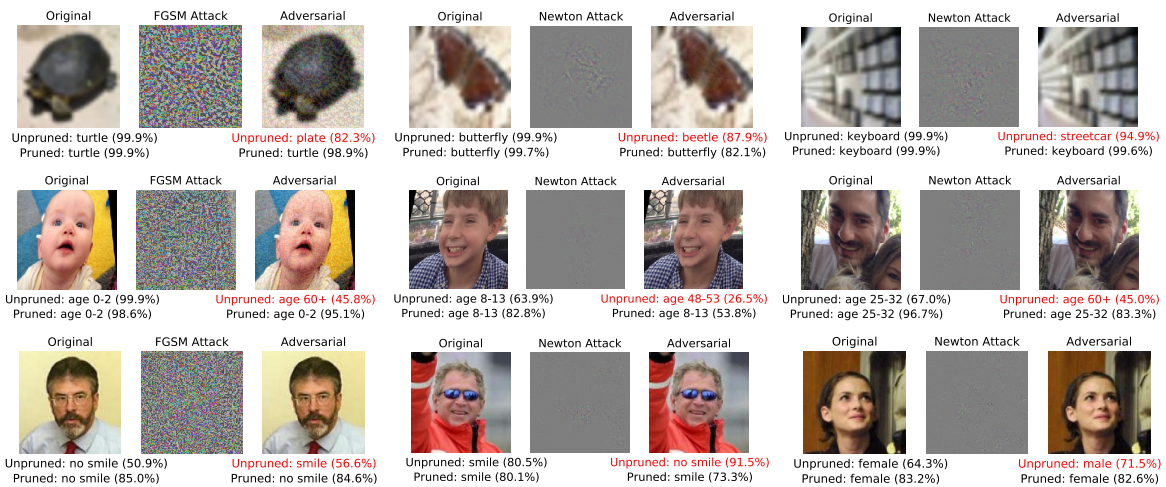 Original FGSM Attack Adversarial
Unpruned: turtle (99.9%) Unpruned: plate (82.3%)
Pruned: turtle (99.9%) Pruned: turtle (98.9%)
Original Newton Attack Adversarial
Unpruned: butterfly (99.9%) Unpruned: beetle (87.9%)
Pruned: butterfly (99.7%) Pruned: butterfly (82.1%)
Original Newton Attack Adversarial
Unpruned: keyboard (99.9%) Unpruned: streetcar (94.9%)
Pruned: keyboard (99.9%) Pruned: keyboard (99.6%)
Original FGSM Attack Adversarial
Unpruned: age 0-2 (99.9%) Unpruned: age 60+ (45.8%)
Pruned: age 0-2 (98.6%) Pruned: age 0-2 (95.1%)
Original Newton Attack Adversarial
Unpruned: age 8-13 (63.9%) Unpruned: age 48-53 (26.5%)
Pruned: age 8-13 (82.8%) Pruned: age 8-13 (53.8%)
Original Newton Attack Adversarial
Unpruned: age 25-32 (67.0%) Unpruned: age 60+ (45.0%)
Pruned: age 25-32 (96.7%) Pruned: age 25-32 (83.3%)
Original FGSM Attack Adversarial
Unpruned: no smile (50.9%) Unpruned: smile (56.6%)
Pruned: no smile (85.0%) Pruned: no smile (84.6%)
Original Newton Attack Adversarial
Unpruned: smile (80.5%) Unpruned: no smile (91.5%)
Pruned: smile (80.1%) Pruned: smile (73.3%)
Original Newton Attack Adversarial
Unpruned: female (64.3%) Unpruned: male (71.5%)
Pruned: female (83.2%) Pruned: female (82.6%)